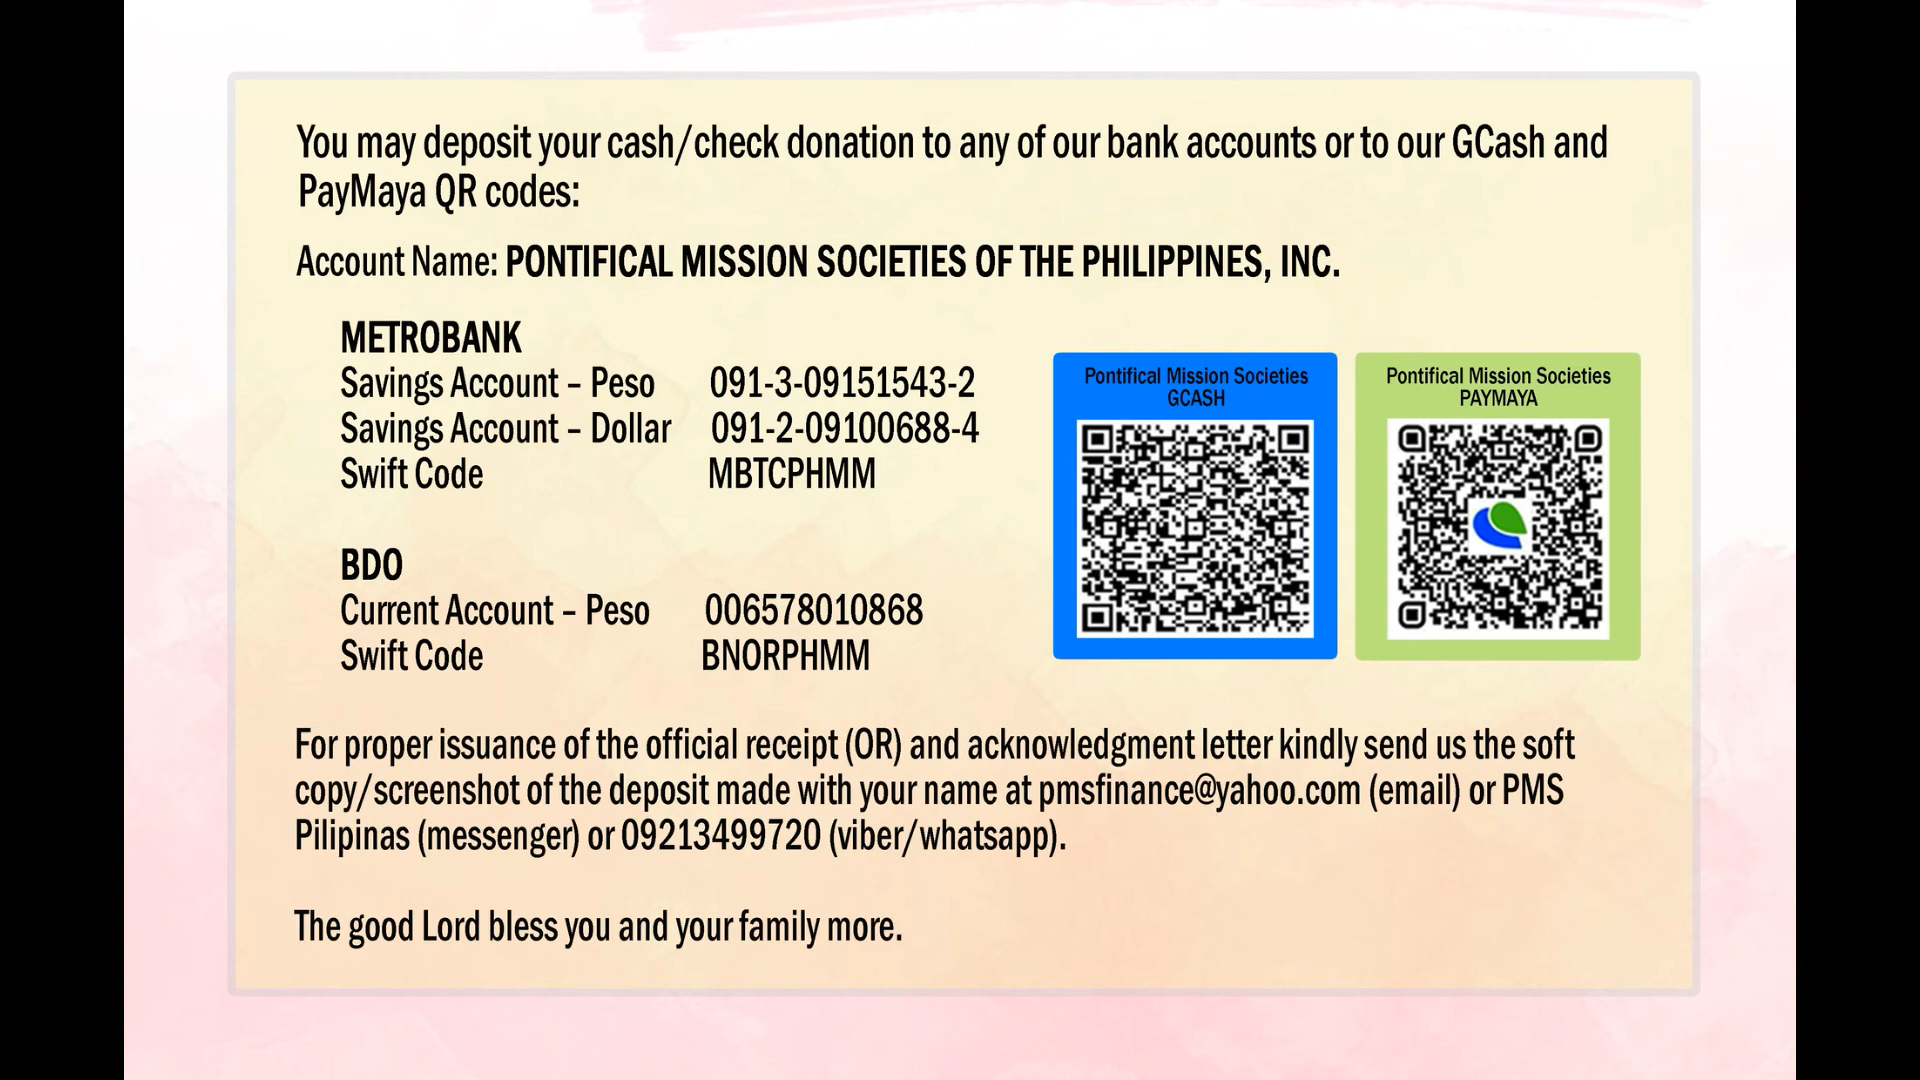 You may deposit your cash/check donation to any of our bank accounts or to our GCash and
PayMaya QR codes:
Account Name: PONTIFICAL MISSION SOCIETIES OF THE PHILIPPINES, INC.
METROBANK
Savings Account – Peso 091-3-09151543-2
Savings Account – Dollar 091-2-09100688-4
Swift Code MBTCPHMM
BDO
Current Account – Peso 006578010868
Swift Code BNORPHMM
Pontifical Mission Societies
GCASH
Pontifical Mission Societies
PAYMAYA
For proper issuance of the official receipt (OR) and acknowledgment letter kindly send us the soft
copy/screenshot of the deposit made with your name at pmsfinance@yahoo.com (email) or PMS
Pilipinas (messenger) or 09213499720 (viber/whatsapp).
The good Lord bless you and your family more.